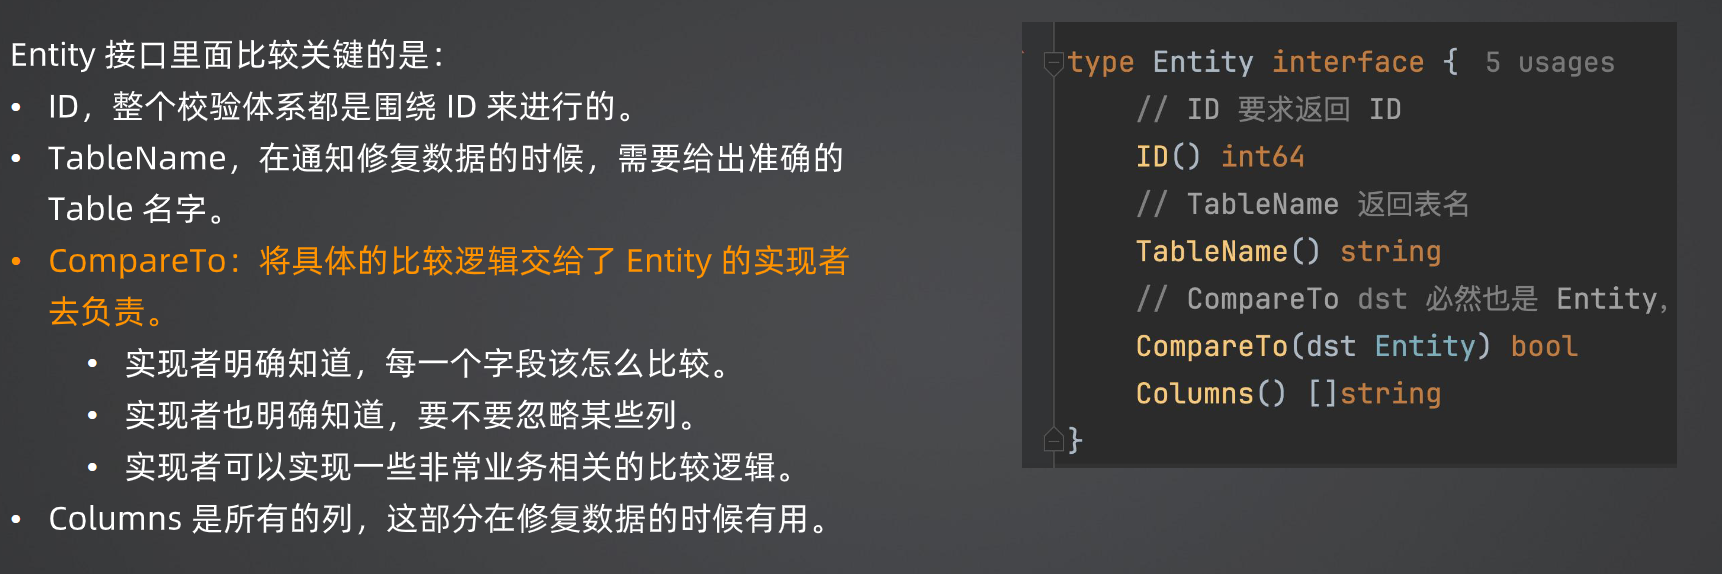 Entity 接口里面比较关键的是：
• ID，整个校验体系都是围绕 ID 来进行的。
• TableName，在通知修复数据的时候，需要给出准确的
Table 名字。
• CompareTo：将具体的比较逻辑交给了 Entity 的实现者
去负责。
• 实现者明确知道，每一个字段该怎么比较。
• 实现者也明确知道，要不要忽略某些列。
• 实现者可以实现一些非常业务相关的比较逻辑。
• Columns 是所有的列，这部分在修复数据的时候有用。
type Entity interface { 5 usages
// ID 要求返回 ID
ID() int64
// TableName 返回表名
TableName() string
// CompareTo dst 必然也是 Entity，
CompareTo(dst Entity) bool
Columns() []string
}